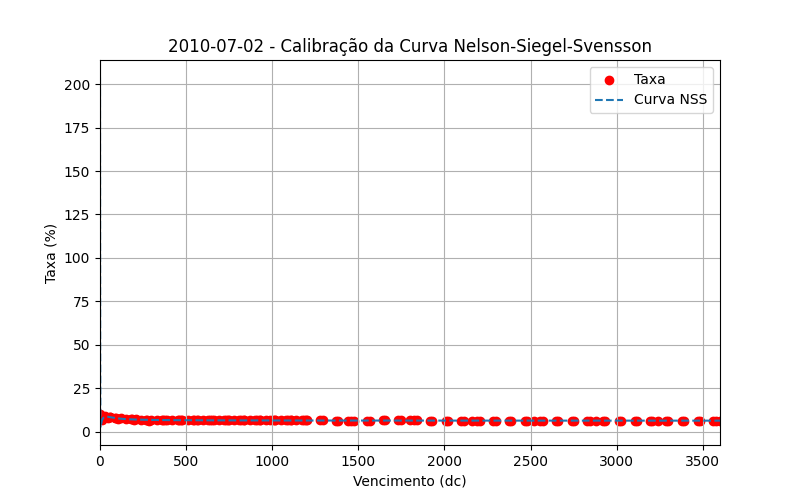 2010-07-02 - Calibração da Curva Nelson-Siegel-Svensson
Taxa
Curva NSS
Taxa (%)
200
175
150
125
100
75
50
25
0
0 500 1000 1500 2000 2500 3000 3500
Vencimento (dc)